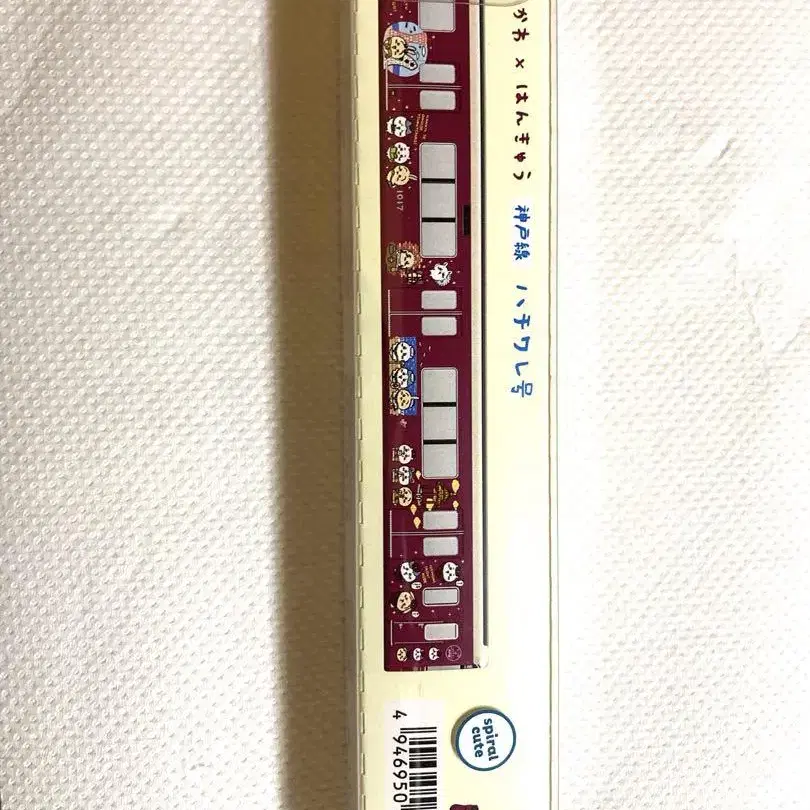 かわ × はんきゅう 神戸線 ハチワレ号
1017
spiral
cute
4 946950